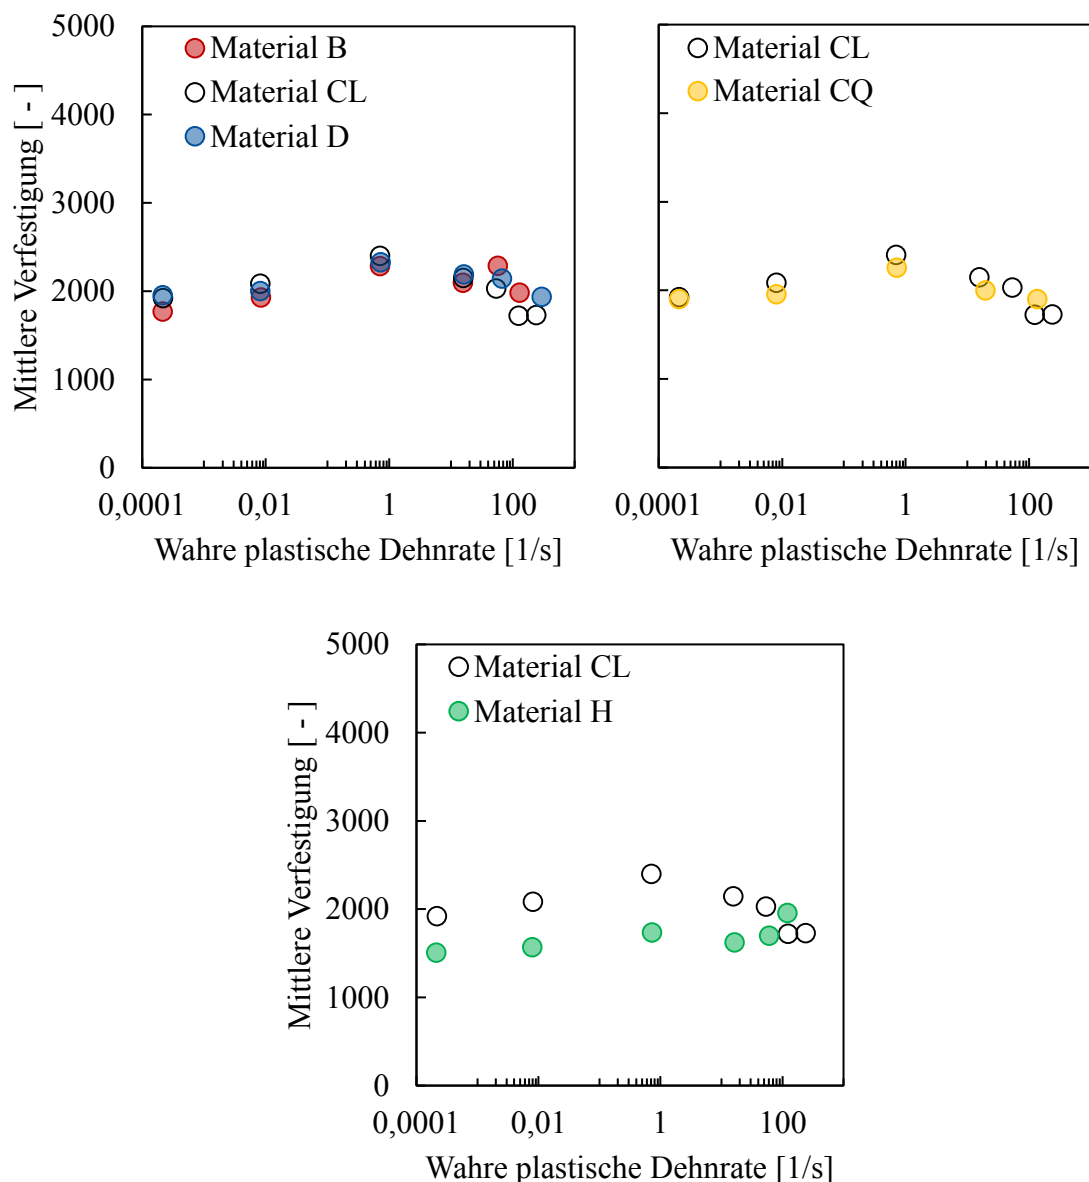 5000
4000
3000
2000
1000
0
Mittlere Verfestigung [ - ]
Material B
Material CL
Material D
0,0001 0,01 1 100
Wahre plastische Dehnrate [1/s]
Material CL
Material CQ
0,0001 0,01 1 100
Wahre plastische Dehnrate [1/s]
5000
4000
3000
2000
1000
0
Mittlere Verfestigung [ - ]
Material CL
Material H
0,0001 0,01 1 100
Wahre plastische Dehnrate [1/s]